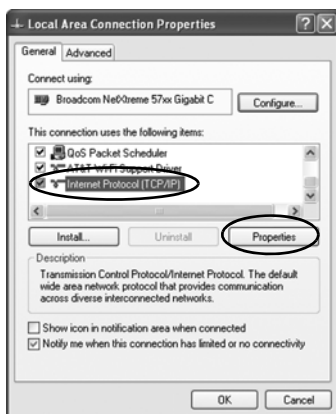 Local Area Connection Properties
General Advanced
Connect using:
Broadcom NetXtreme 57xx Gigabit C Configure...
This connection uses the following items:
QoS Packet Scheduler
AT&T WiFi Support Driver
Internet Protocol (TCP/IP)
Install... Uninstall Properties
Description
Transmission Control Protocol/Internet Protocol. The default
wide area network protocol that provides communication
across diverse interconnected networks.
Show icon in notification area when connected
Notify me when this connection has limited or no connectivity
OK Cancel